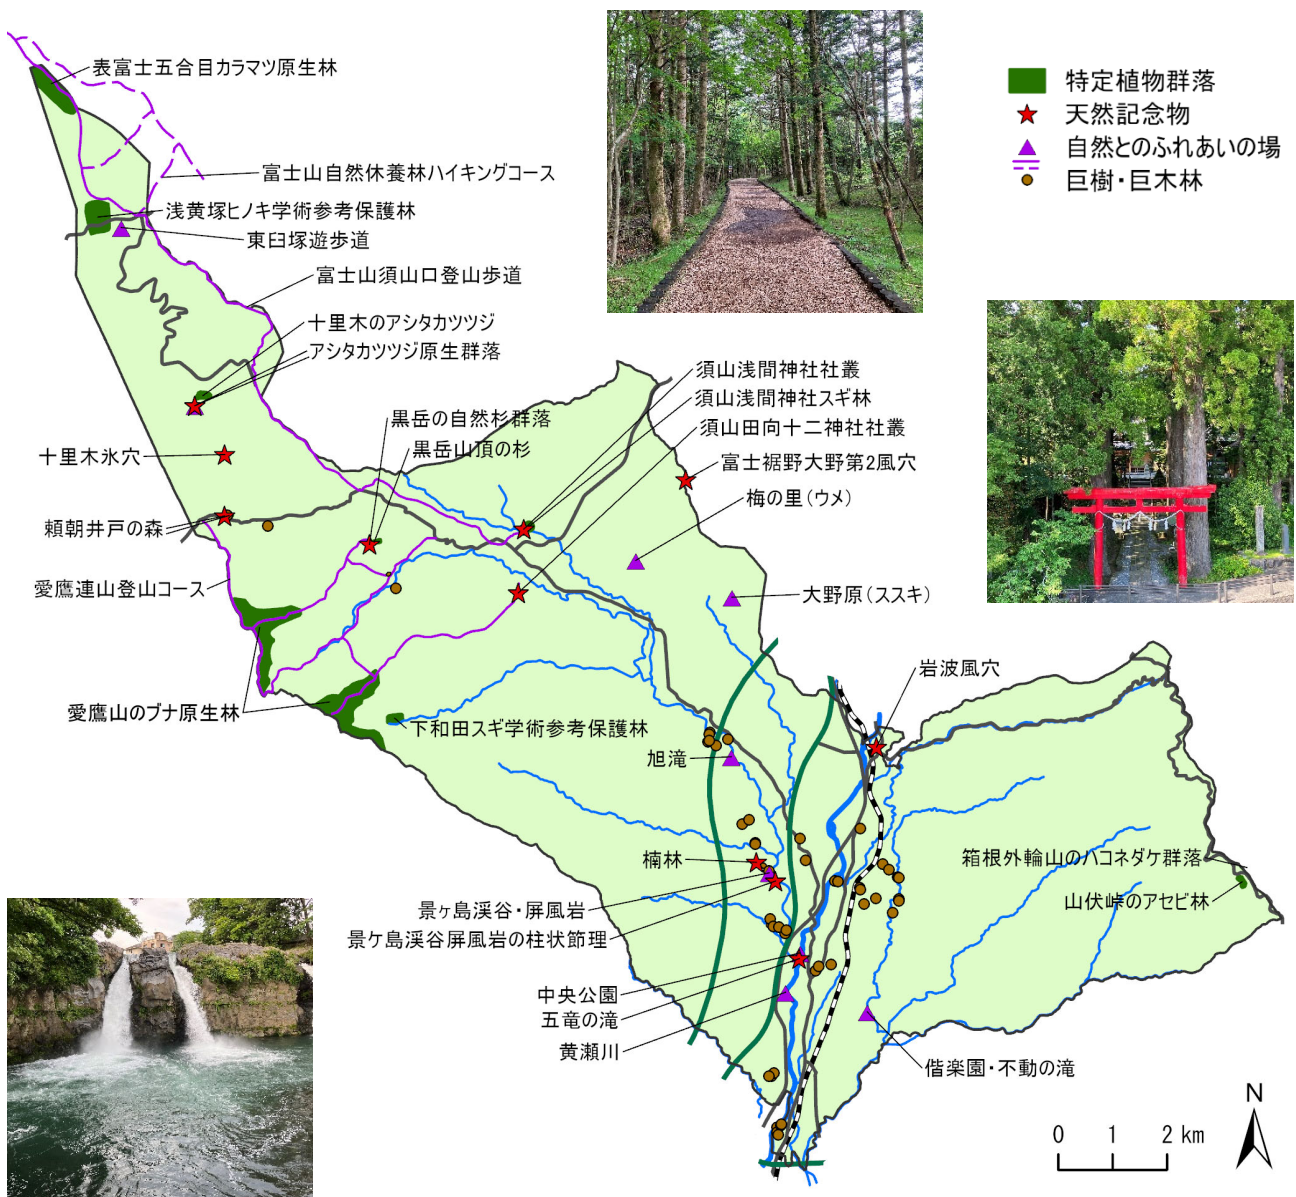 表富士五合目カラマツ原生林
特定植物群落
天然記念物
自然とのふれあいの場
巨樹・巨木林
富士山自然休養林ハイキングコース
浅黄塚ヒノキ学術参考保護林
東臼塚遊歩道
富士山須山口登山歩道
十里木のアシタカツツジ
アシタカツツジ原生群落
須山浅間神社社叢
須山浅間神社スギ林
黒岳の自然杉群落
須山田向十二神社社叢
黒岳山頂の杉
十里木氷穴
富士裾野大野第2風穴
梅の里(ウメ)
頼朝井戸の森
愛鷹連山登山コース
大野原(ススキ)
岩波風穴
愛鷹山のブナ原生林
下和田スギ学術参考保護林
旭滝
楠林
箱根外輪山のハコネダケ群落
山伏峠のアセビ林
景ヶ島渓谷・屏風岩
景ケ島渓谷屏風岩の柱状節理
中央公園
五竜の滝
黄瀬川
偕楽園・不動の滝
N
0 1 2 km